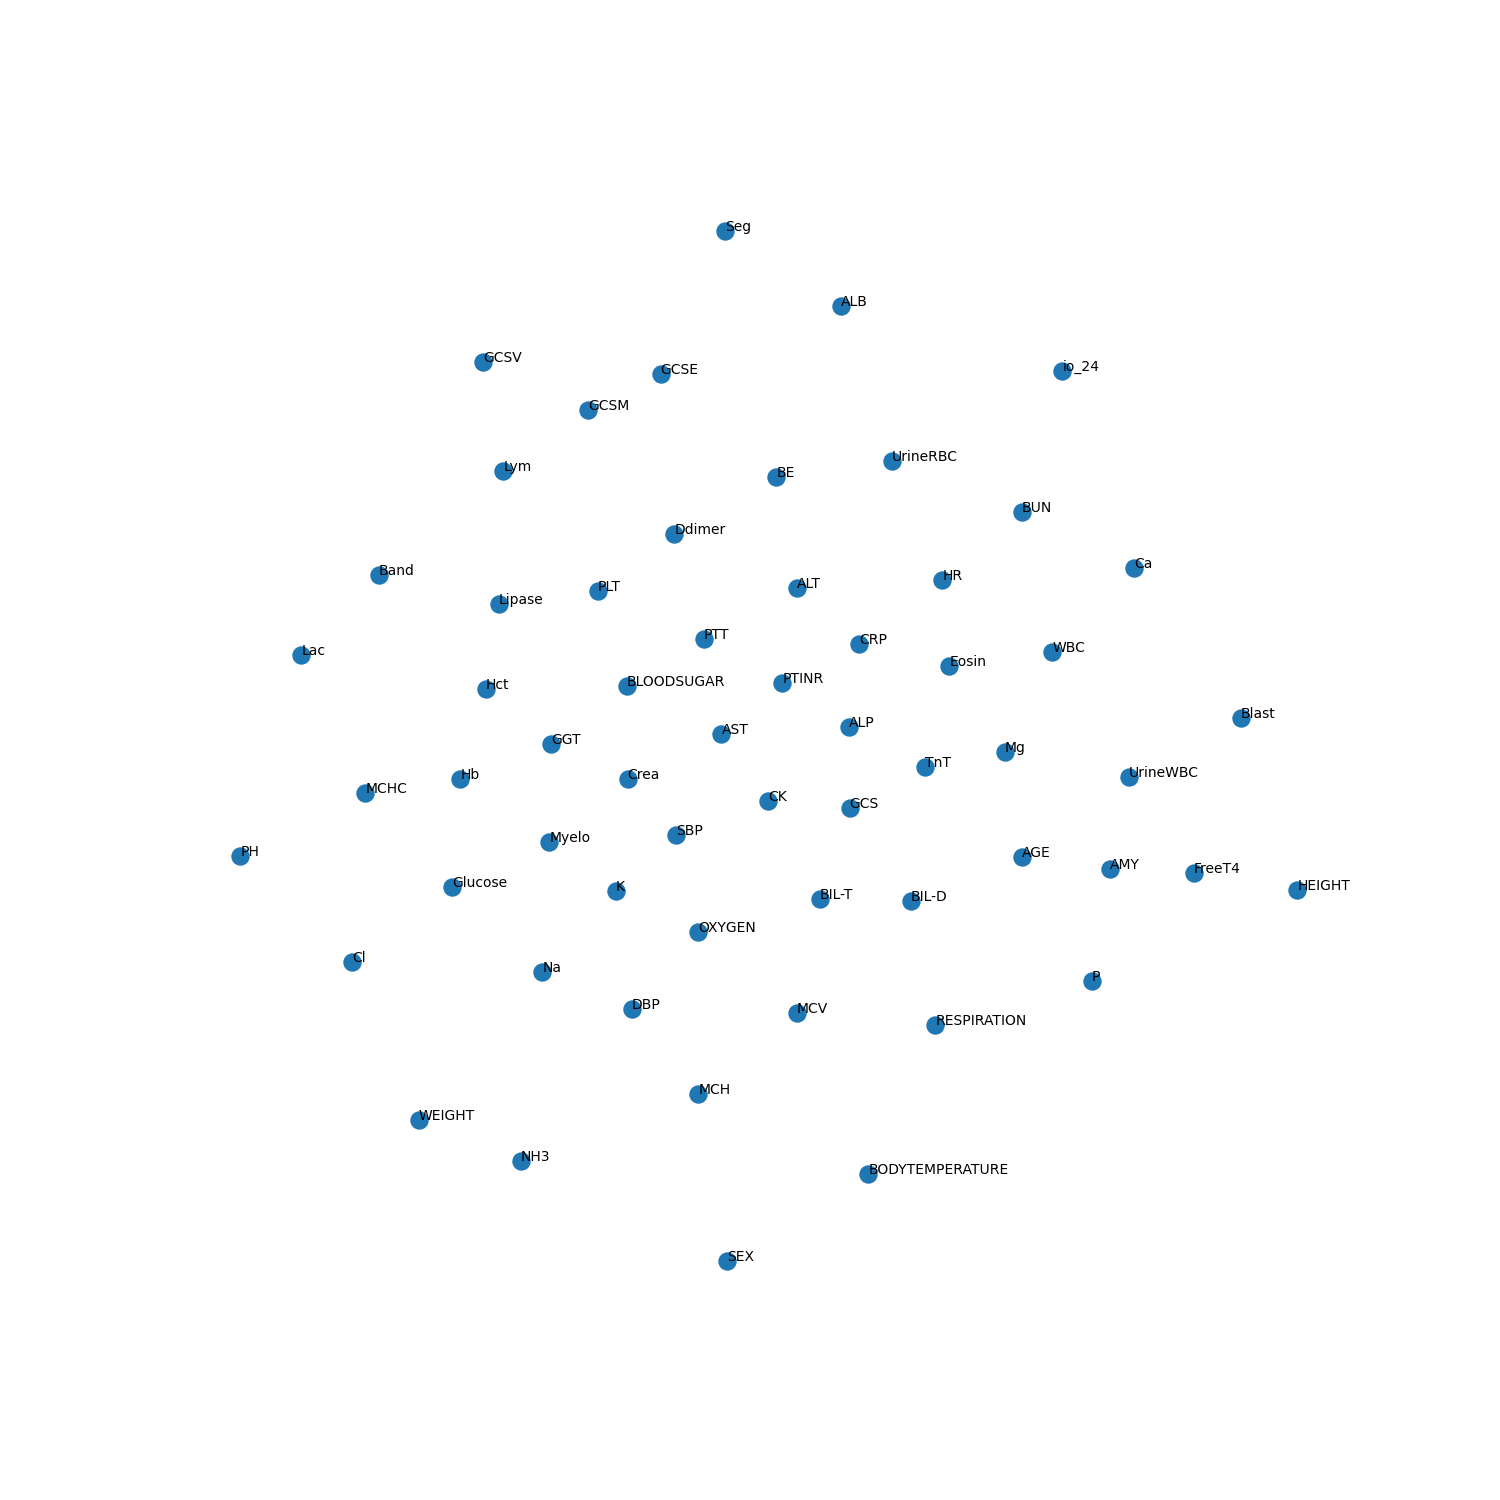 Seg
ALB
GCSV
io_24
GCSE
GCSM
UrineRBC
Lym
BE
BUN
Ddimer
Ca
Band
HR
ALT
PLT
Lipase
PTT
CRP
WBC
Lac
Eosin
PTINR
BLOODSUGAR
Hct
Blast
ALP
AST
GGT
Mg
TnT
UrineWBC
Hb
Crea
MCHC
CK
GCS
SBP
Myelo
PH
AGE
AMY
FreeT4
Glucose
HEIGHT
K
BIL-T
BIL-D
OXYGEN
Cl
Na
P
DBP
MCV
RESPIRATION
MCH
WEIGHT
NH3
BODYTEMPERATURE
SEX